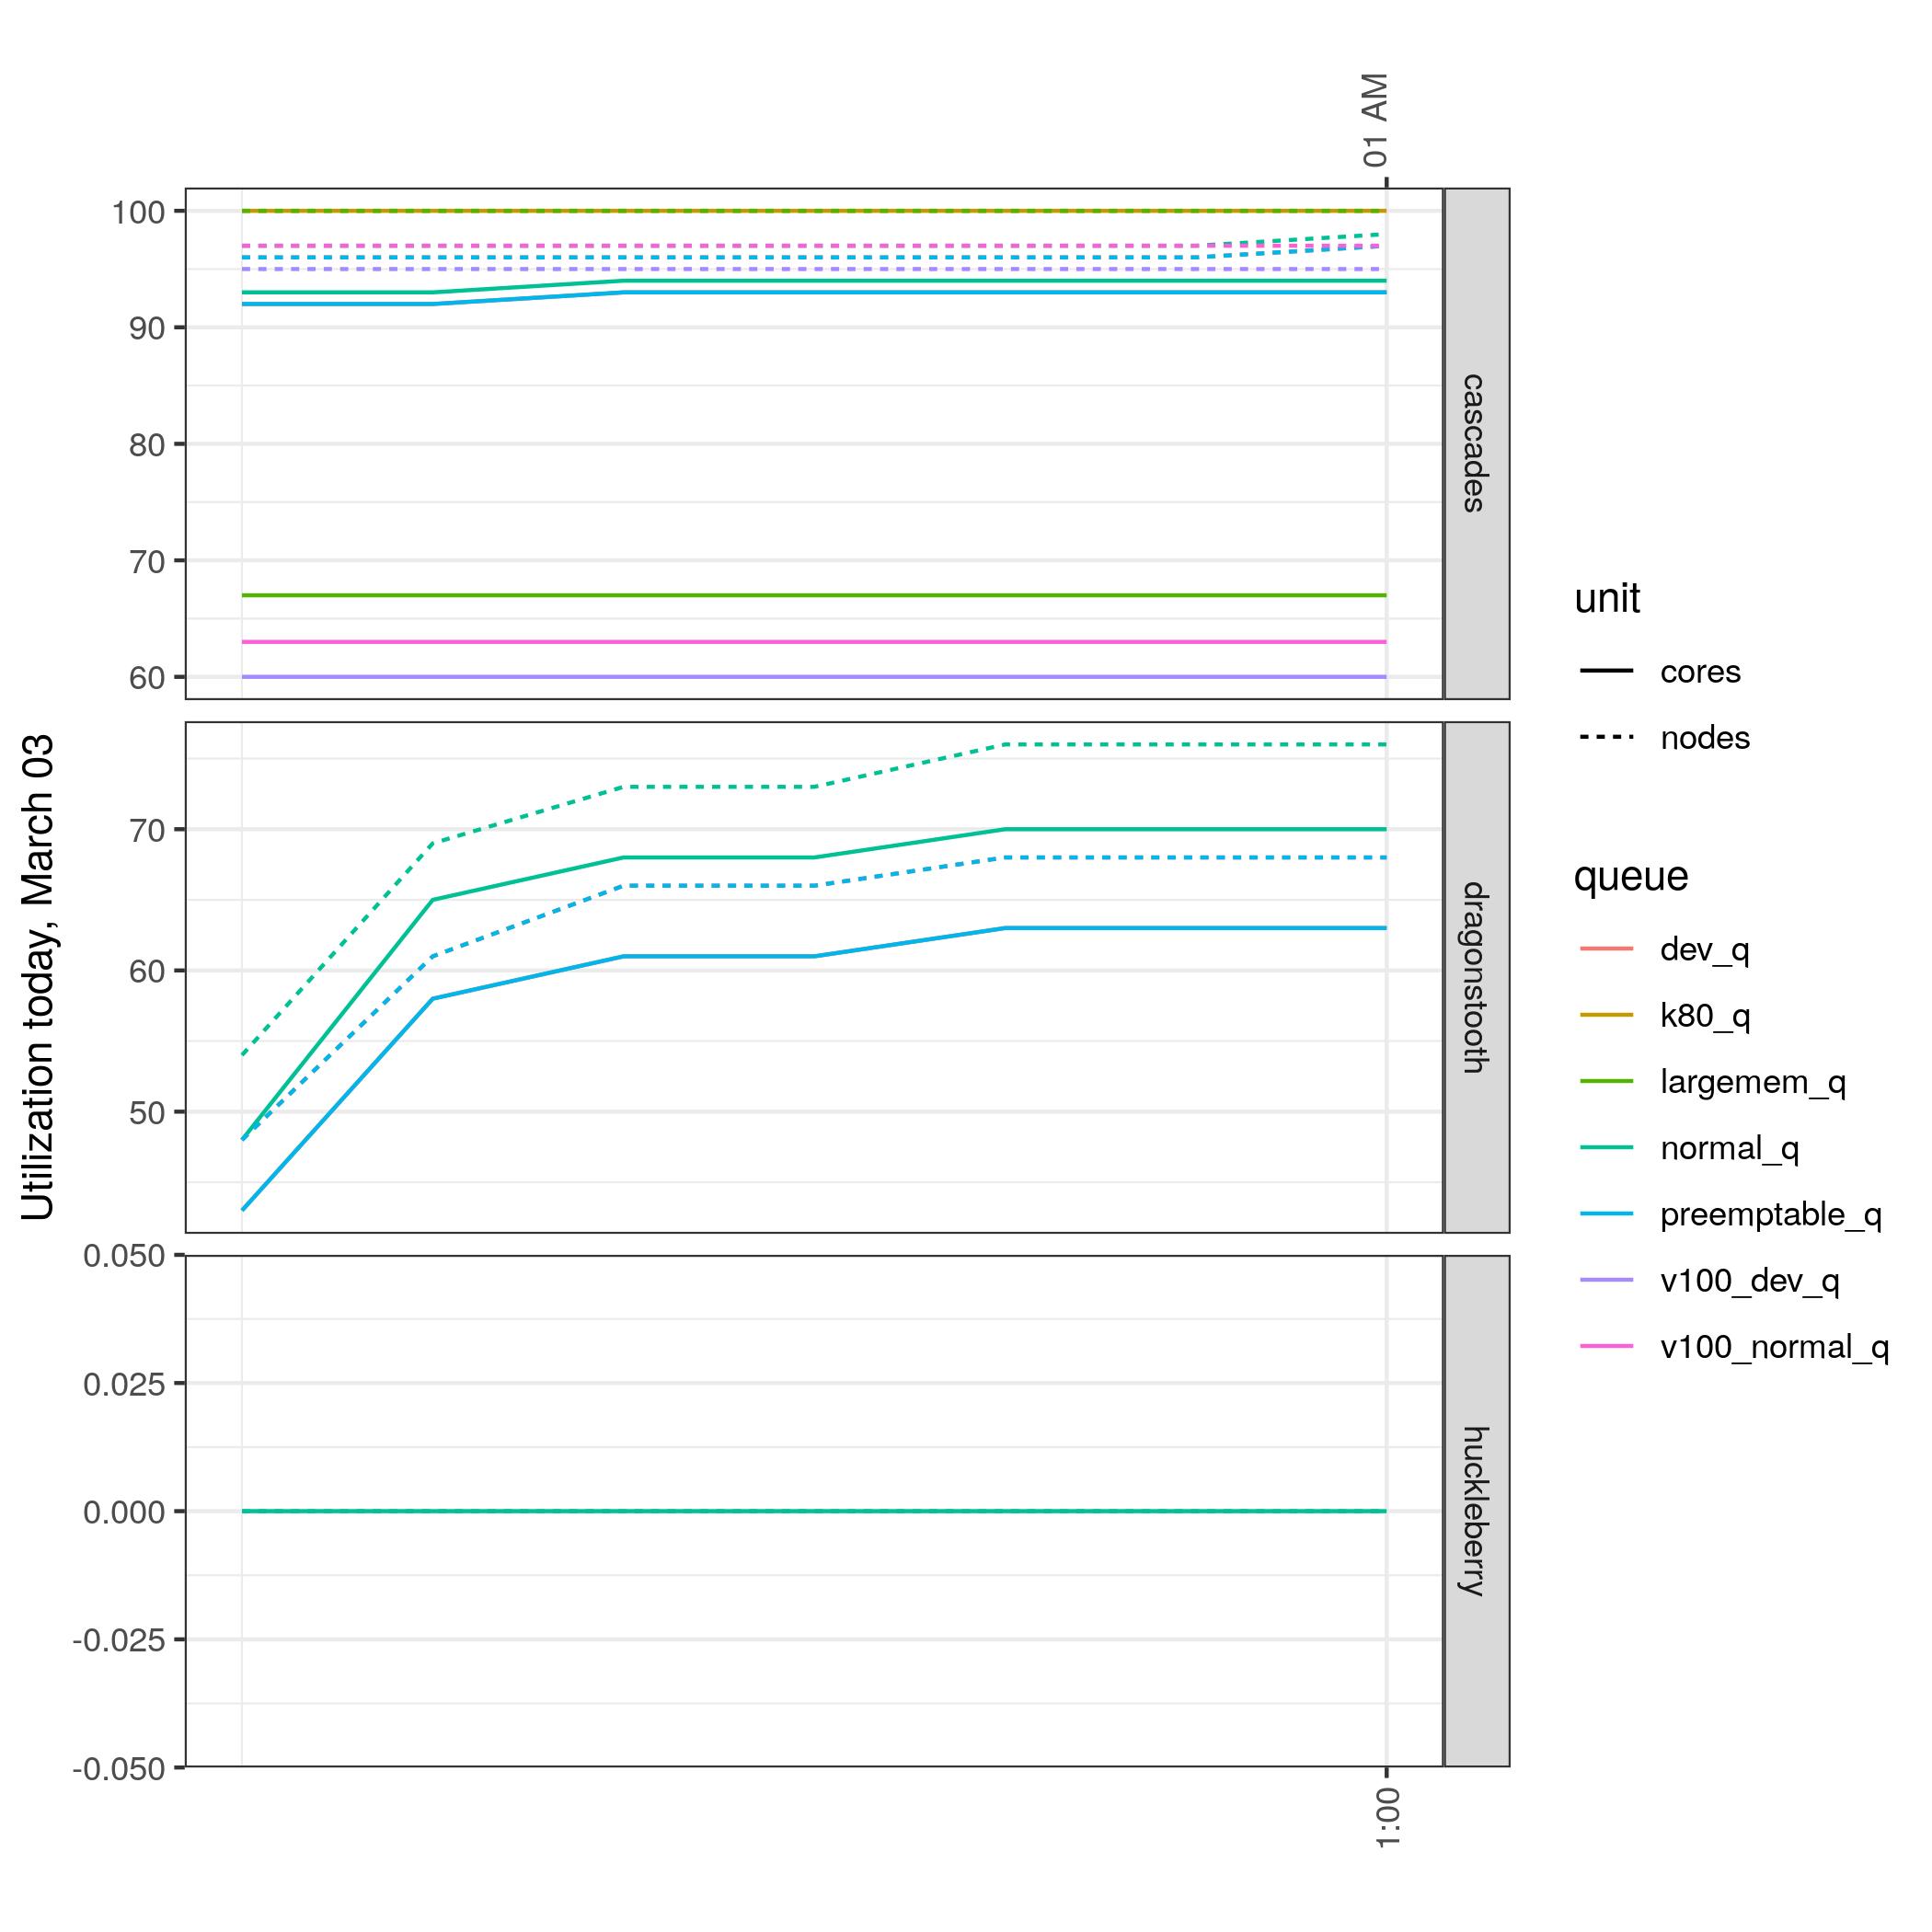 01 AM
100
90
80
70
60
cascades
70
60
50
dragonstooth
0.050
0.025
0.000
-0.025
-0.050
huckleberry
1:00
Utilization today, March 03
unit
cores
nodes
queue
dev_q
k80_q
largemem_q
normal_q
preemptable_q
v100_dev_q
v100_normal_q